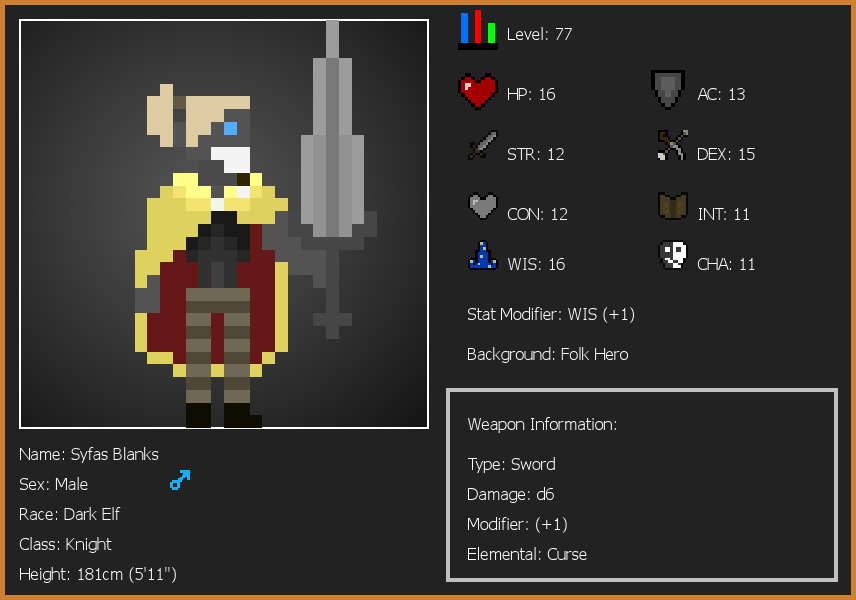 Level: 77
HP: 16
AC: 13
STR: 12
DEX: 15
CON: 12
INT: 11
WIS: 16
CHA: 11
Stat Modifier: WIS (+1)
Background: Folk Hero
Weapon Information:
Type: Sword
Damage: d6
Modifier: (+1)
Elemental: Curse
Name: Syfas Blanks
Sex: Male
Race: Dark Elf
Class: Knight
Height: 181cm (5'11")